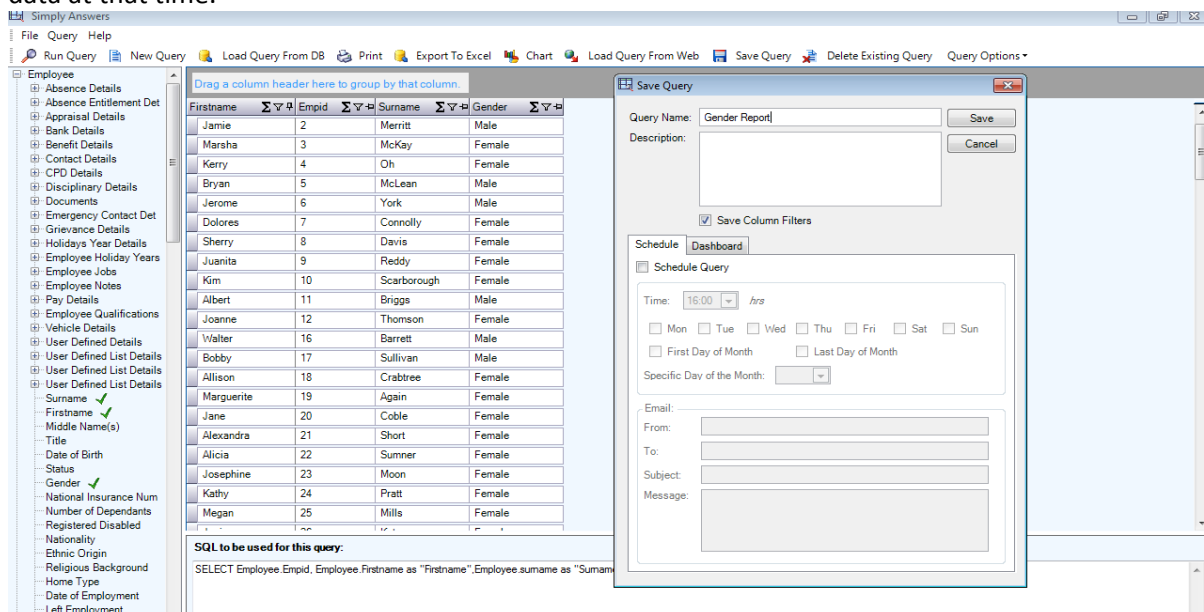 data at that time.
Simply Answers
File Query Help
Run Query New Query Load Query From DB Print Export To Excel Chart Load Query From Web Save Query Delete Existing Query Query Options
Employee
Absence Details
Absence Entitlement Det
Appraisal Details
Bank Details
Benefit Details
Contact Details
CPD Details
Disciplinary Details
Documents
Emergency Contact Det
Grievance Details
Holidays Year Details
Employee Holiday Years
Employee Jobs
Employee Notes
Pay Details
Employee Qualifications
Vehicle Details
User Defined Details
User Defined List Details
User Defined List Details
User Defined List Details
Surname
Firstname
Middle Name(s)
Title
Date of Birth
Status
Gender
National Insurance Num
Number of Dependants
Registered Disabled
Nationality
Ethnic Origin
Religious Background
Home Type
Date of Employment
Left Employment
Drag a column header here to group by that column.
Firstname Empid Surname Gender
Jamie 2 Merritt Male
Marsha 3 McKay Female
Kerry 4 Oh Female
Bryan 5 McLean Male
Jerome 6 York Male
Dolores 7 Connolly Female
Sherry 8 Davis Female
Juanita 9 Reddy Female
Kim 10 Scarborough Female
Albert 11 Briggs Male
Joanne 12 Thomson Female
Walter 16 Barrett Male
Bobby 17 Sullivan Male
Allison 18 Crabtree Female
Marguerite 19 Again Female
Jane 20 Coble Female
Alexandra 21 Short Female
Alicia 22 Sumner Female
Josephine 23 Moon Female
Kathy 24 Pratt Female
Megan 25 Mills Female
SQL to be used for this query:
SELECT Employee.Empid, Employee.Firstname as "Firstname",Employee.surname as "Surname
Save Query
Query Name: Gender Report Save
Description: Cancel
Save Column Filters
Schedule Dashboard
Schedule Query
Time: 16:00 hrs
Mon Tue Wed Thu Fri Sat Sun
First Day of Month Last Day of Month
Specific Day of the Month:
Email:
From:
To:
Subject:
Message: